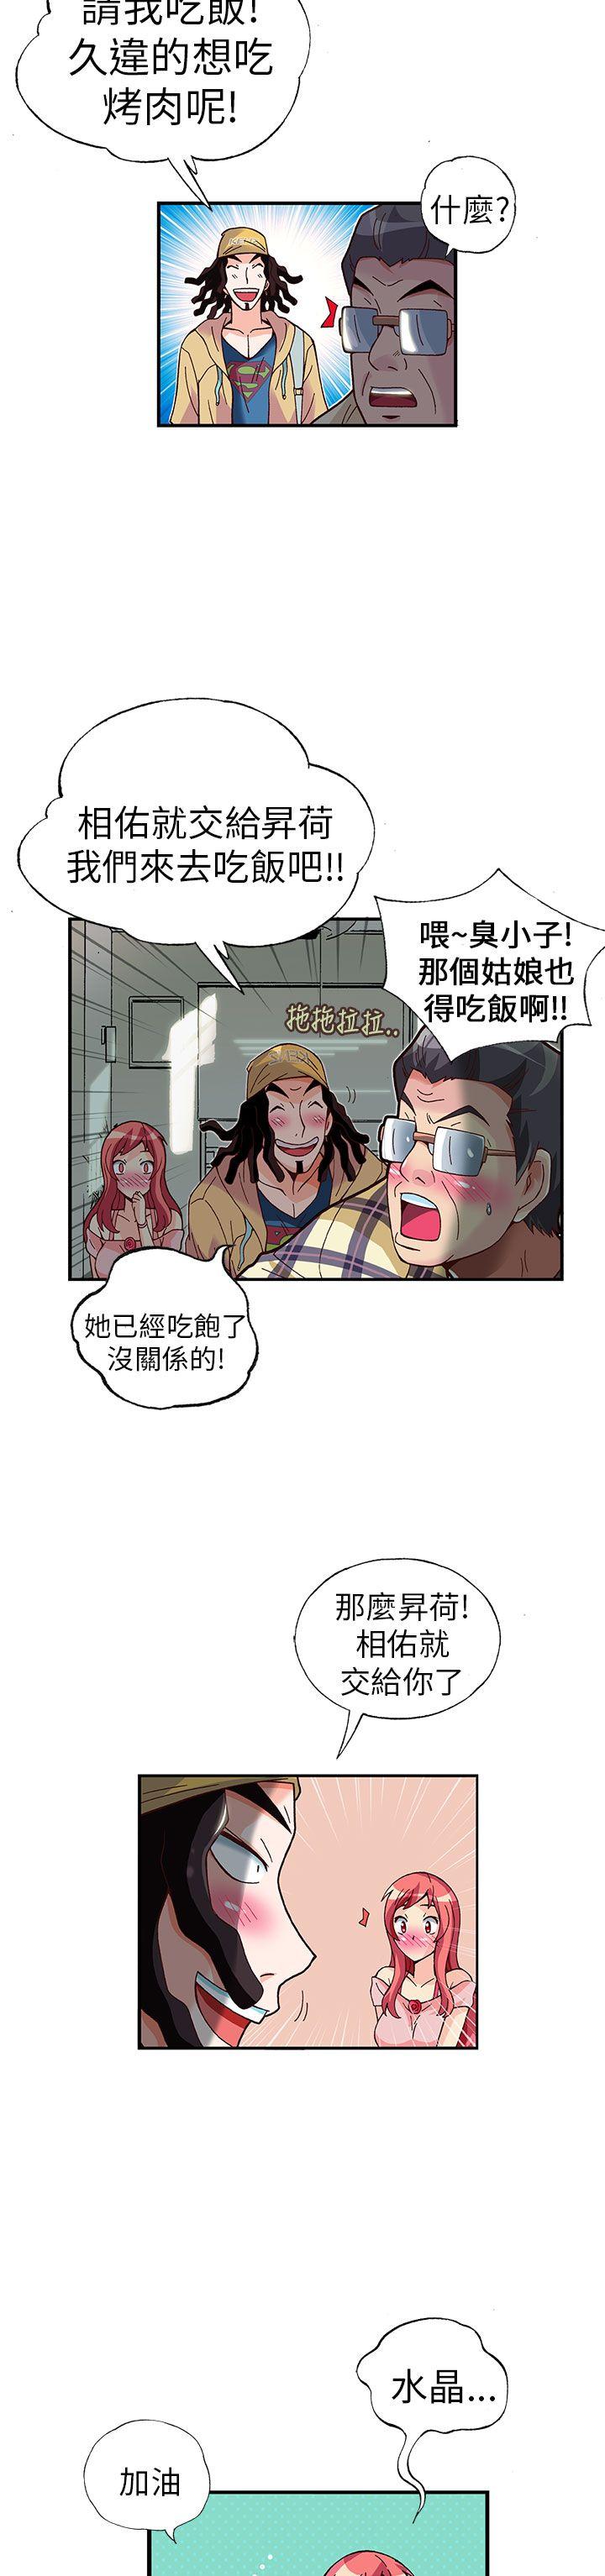 請我吃飯!
久違的想吃
烤肉呢!
什麼?
相佑就交給昇荷
我們來去吃飯吧!!
喂~臭小子!
那個姑娘也
得吃飯啊!!
拖拖拉拉..
她已經吃飽了
沒關係的!
那麼昇荷!
相佑就
交給你了
水晶...
加油